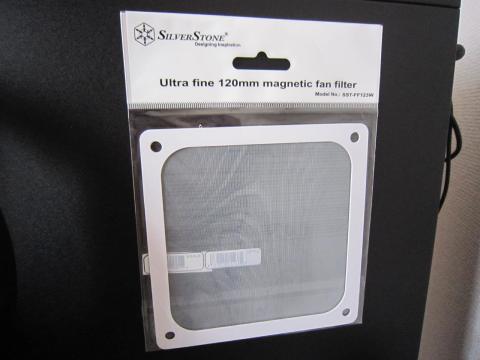 SILVERSTONE
Designing Inspiration
Ultra fine 120mm magnetic fan filter
Model No.: SST-FF123W